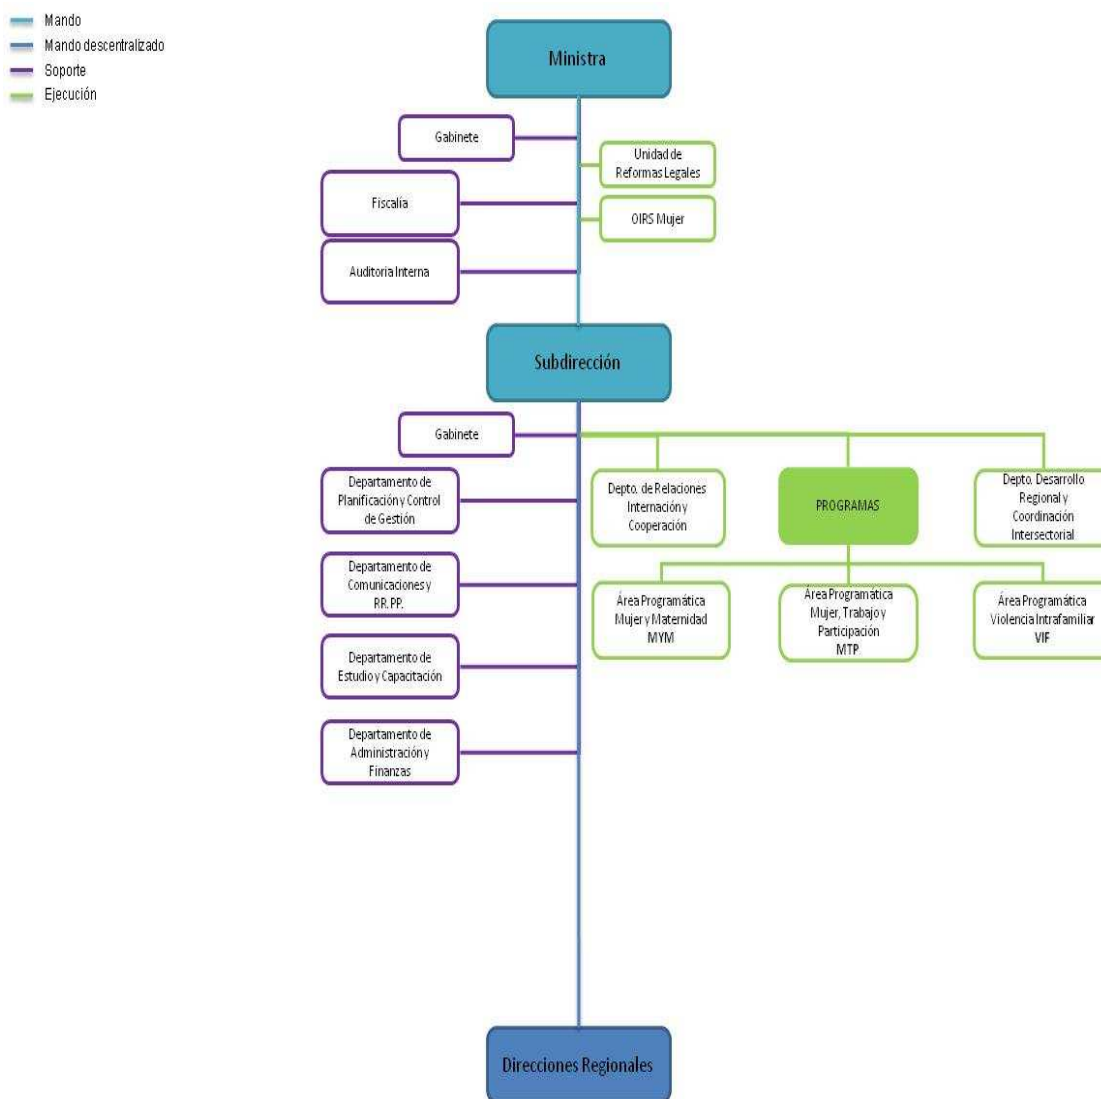 Mando
Mando descentralizado
Soporte
Ejecución
Ministra
Gabinete
Unidad de
Reformas Legales
Fiscalía
OIRS Mujer
Auditoria Interna
Subdirección
Gabinete
Departamento de
Planificación y Control
de Gestión
Depto. de Relaciones
Internación y
Cooperación
PROGRAMAS
Depto. Desarrollo
Regional y
Coordinación
Intersectorial
Departamento de
Comunicaciones y
RR. PP.
Área Programática
Mujer y Maternidad
MYM
Área Programática
Mujer, Trabajo y
Participación
MTP
Área Programática
Violencia Intrafamiliar
VIF
Departamento de
Estudio y Capacitación
Departamento de
Administración y
Finanzas
Direcciones Regionales